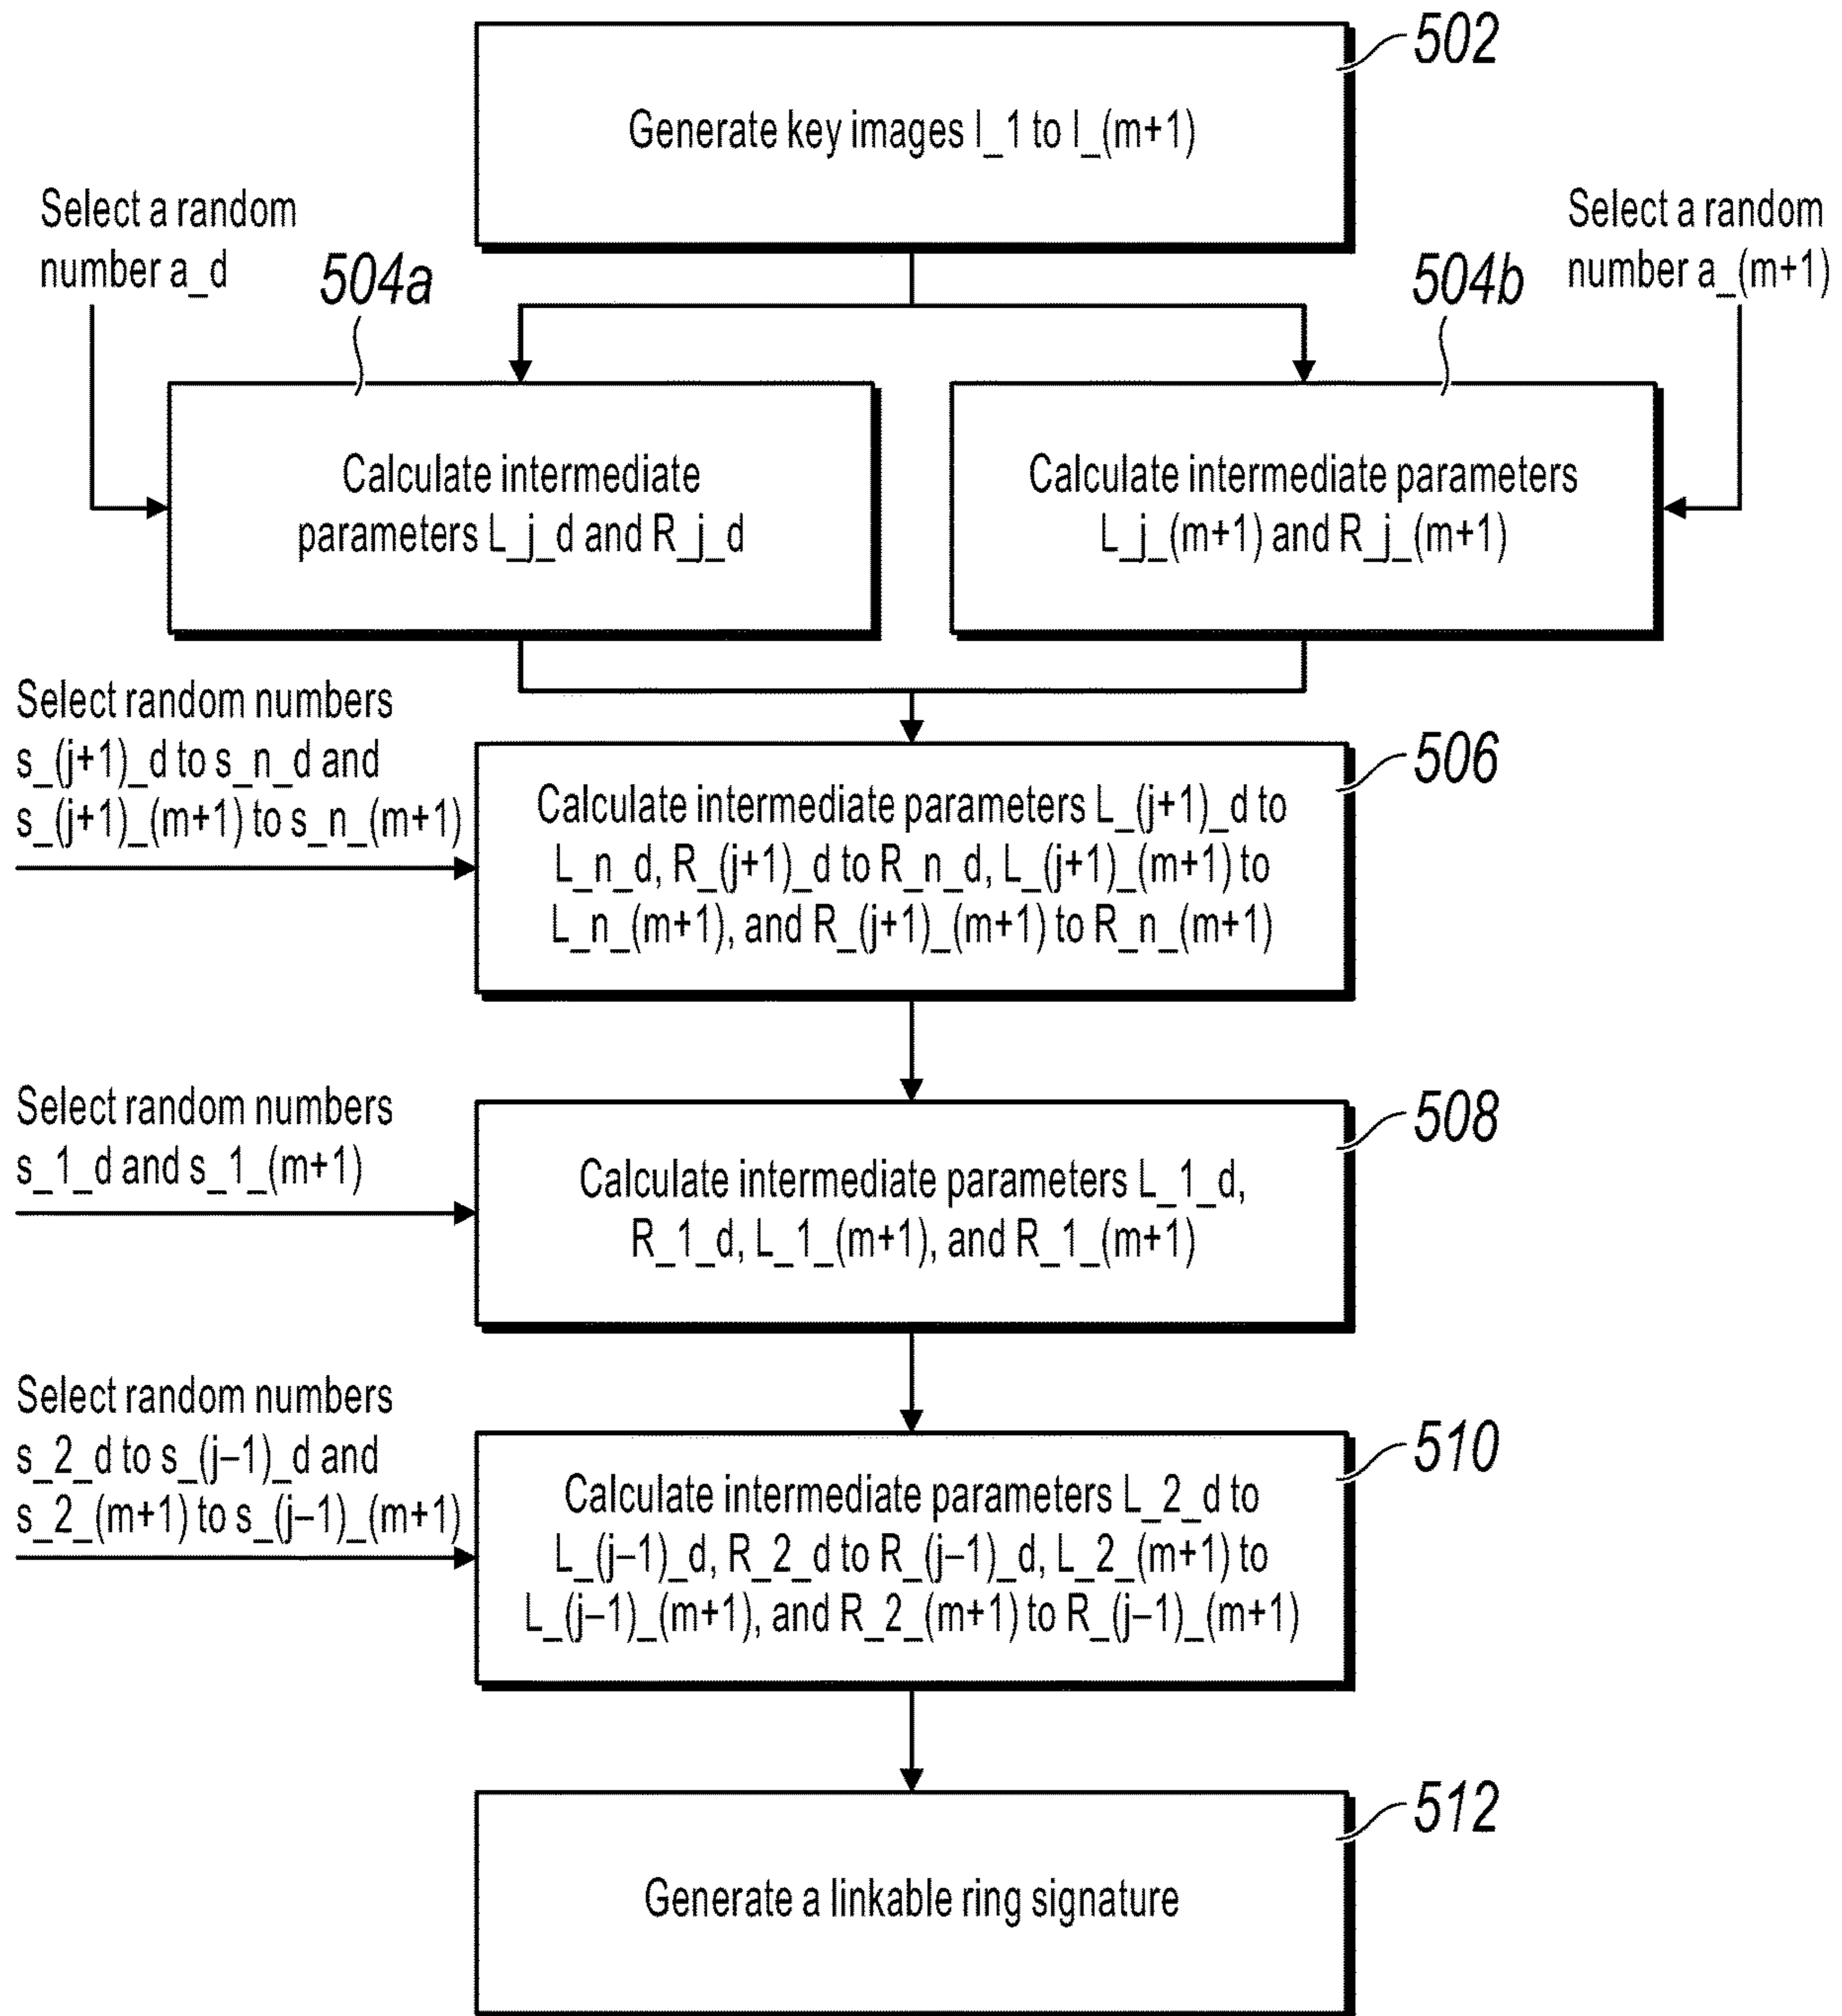 502
Generate key images I_1 to I_(m+1)
Select a random
number a_d
504a
504b
Select a random
number a_(m+1)
Calculate intermediate
parameters L_j_d and R_j_d
Calculate intermediate parameters
L_j_(m+1) and R_j_(m+1)
Select random numbers
s_(j+1)_d to s_n_d and
s_(j+1)_(m+1) to s_n_(m+1)
506
Calculate intermediate parameters L_(j+1)_d to
L_n_d, R_(j+1)_d to R_n_d, L_(j+1)_(m+1) to
L_n_(m+1), and R_(j+1)_(m+1) to R_n_(m+1)
Select random numbers
s_1_d and s_1_(m+1)
508
Calculate intermediate parameters L_1_d,
R_1_d, L_1_(m+1), and R_1_(m+1)
Select random numbers
s_2_d to s_(j–1)_d and
s_2_(m+1) to s_(j–1)_(m+1)
510
Calculate intermediate parameters L_2_d to
L_(j–1)_d, R_2_d to R_(j–1)_d, L_2_(m+1) to
L_(j–1)_(m+1), and R_2_(m+1) to R_(j–1)_(m+1)
512
Generate a linkable ring signature